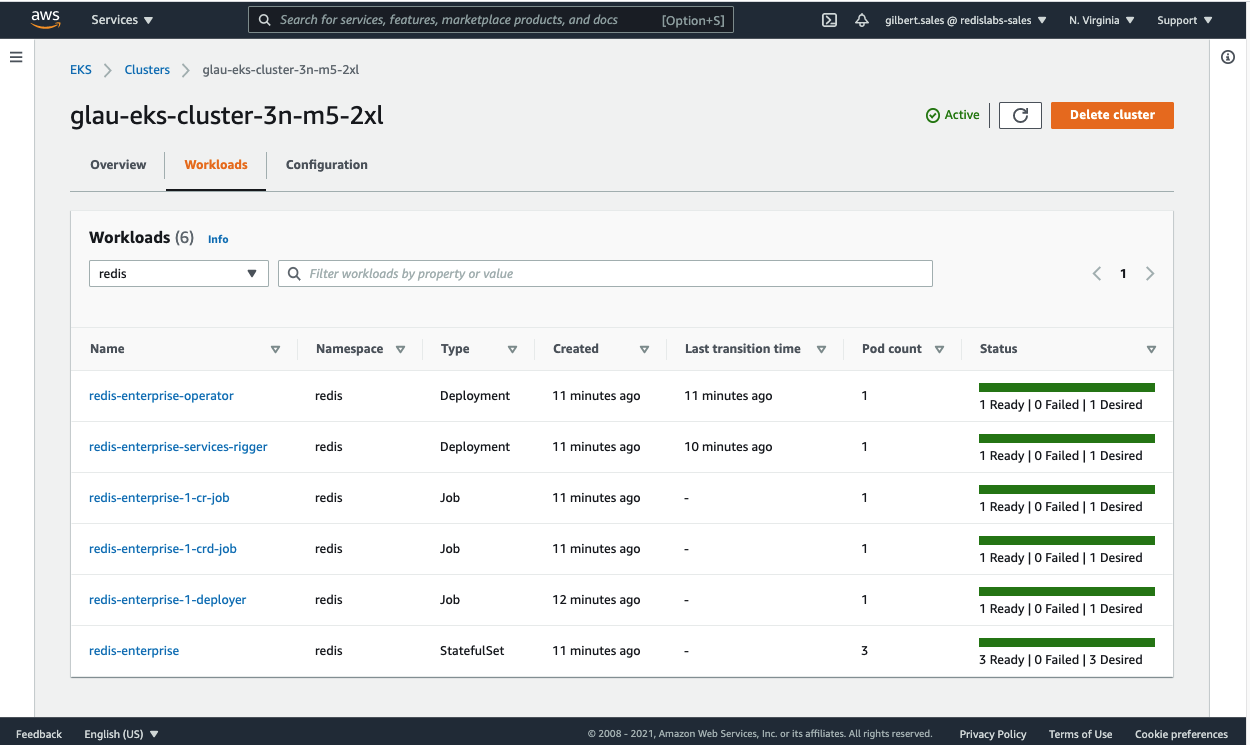 aws Services Search for services, features, marketplace products, and docs [Option+S] gilbert.sales @ redislabs-sales N. Virginia Support
EKS Clusters glau-eks-cluster-3n-m5-2xl
glau-eks-cluster-3n-m5-2xl Active Delete cluster
Overview Workloads Configuration
Workloads (6) Info
redis Filter workloads by property or value 1
Name Namespace Type Created Last transition time Pod count Status
redis-enterprise-operator redis Deployment 11 minutes ago 11 minutes ago 1
1 Ready | 0 Failed | 1 Desired
redis-enterprise-services-rigger redis Deployment 11 minutes ago 10 minutes ago 1
1 Ready | 0 Failed | 1 Desired
redis-enterprise-1-cr-job redis Job 11 minutes ago - 1
1 Ready | 0 Failed | 1 Desired
redis-enterprise-1-crd-job redis Job 11 minutes ago - 1
1 Ready | 0 Failed | 1 Desired
redis-enterprise-1-deployer redis Job 12 minutes ago - 1
1 Ready | 0 Failed | 1 Desired
redis-enterprise redis StatefulSet 11 minutes ago - 3
3 Ready | 0 Failed | 3 Desired
Feedback English (US) © 2008 - 2021, Amazon Web Services, Inc. or its affiliates. All rights reserved. Privacy Policy Terms of Use Cookie preferences